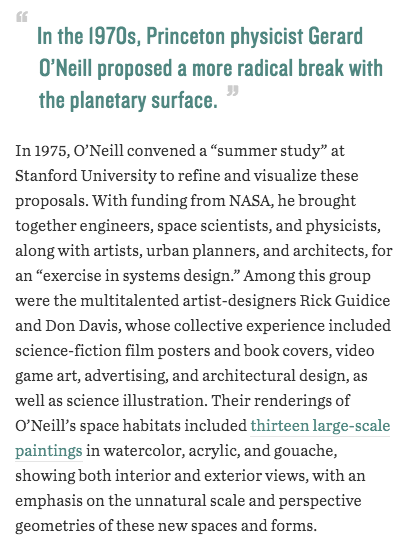 “ In the 1970s, Princeton physicist Gerard
O’Neill proposed a more radical break with
the planetary surface. ”
In 1975, O’Neill convened a “summer study” at
Stanford University to refine and visualize these
proposals. With funding from NASA, he brought
together engineers, space scientists, and physicists,
along with artists, urban planners, and architects, for
an “exercise in systems design.” Among this group
were the multitalented artist-designers Rick Guidice
and Don Davis, whose collective experience included
science-fiction film posters and book covers, video
game art, advertising, and architectural design, as
well as science illustration. Their renderings of
O’Neill’s space habitats included thirteen large-scale
paintings in watercolor, acrylic, and gouache,
showing both interior and exterior views, with an
emphasis on the unnatural scale and perspective
geometries of these new spaces and forms.